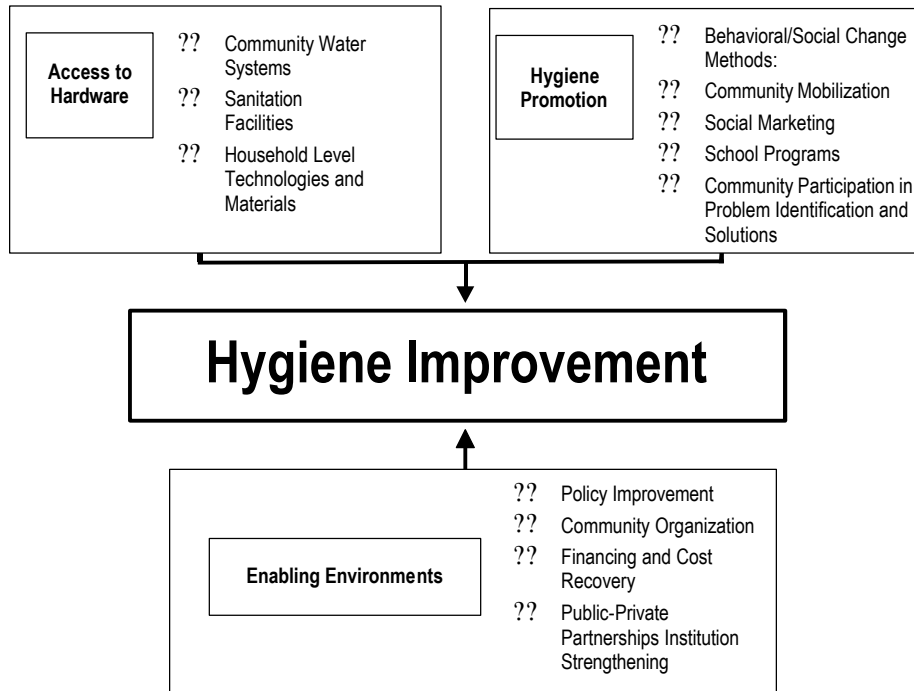 Access to
Hardware
?? Community Water
Systems
?? Sanitation
Facilities
?? Household Level
Technologies and
Materials
Hygiene
Promotion
?? Behavioral/Social Change
Methods:
?? Community Mobilization
?? Social Marketing
?? School Programs
?? Community Participation in
Problem Identification and
Solutions
Hygiene Improvement
Enabling Environments
?? Policy Improvement
?? Community Organization
?? Financing and Cost
Recovery
?? Public-Private
Partnerships Institution
Strengthening